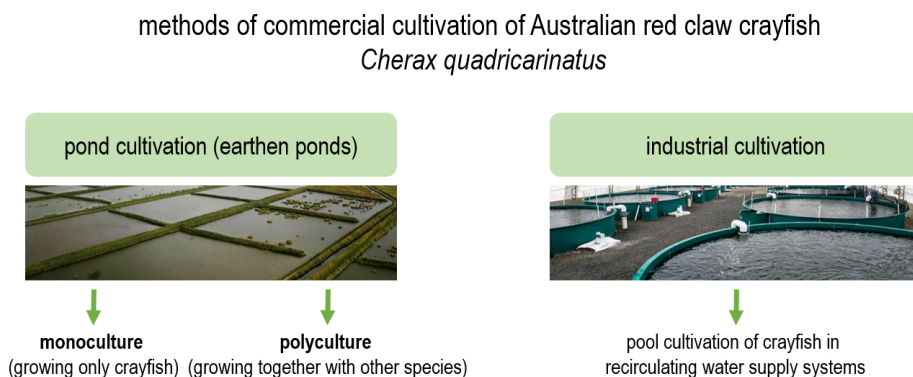 methods of commercial cultivation of Australian red claw crayfish
Cherax quadricarinatus
pond cultivation (earthen ponds)
industrial cultivation
monoculture
(growing only crayfish)
polyculture
(growing together with other species)
pool cultivation of crayfish in
recirculating water supply systems